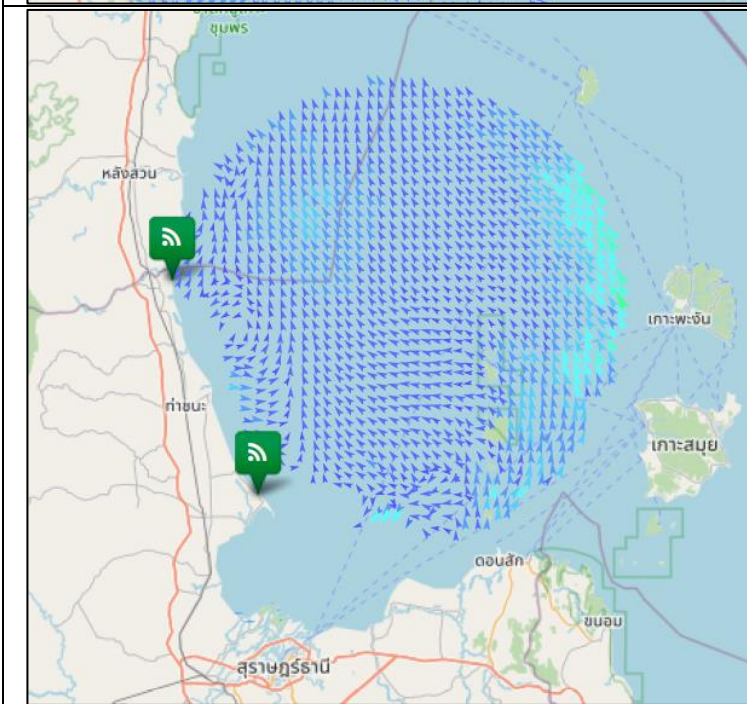 ชุมพร
หลังสวน
เกาะพะงัน
ท่าชนะ
เกาะสมุย
ดอนสัก
ขนอม
สุราษฎร์ธานี